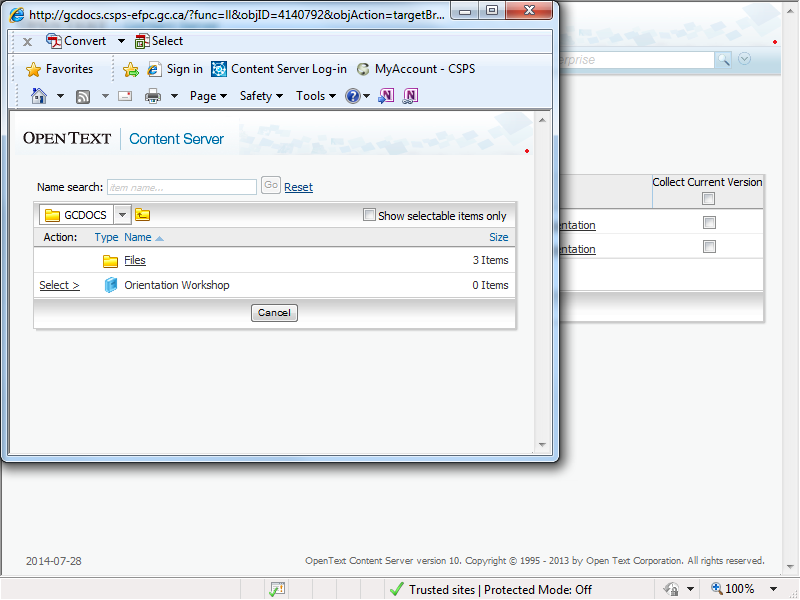 http://gcdocs.csps-efpc.gc.ca/?func=ll&objID=4140792&objAction=targetBr...
x Convert Select
Favorites Sign in Content Server Log-in MyAccount - CSPS
Page Safety Tools
OPEN TEXT Content Server
Name search: item name... Go Reset
GCDOCS Show selectable items only
Action: Type Name Size
Files 3 Items
Select > Orientation Workshop 0 Items
Cancel
erprise
Collect Current Version
entation
entation
2014-07-28 OpenText Content Server version 10. Copyright © 1995 - 2013 by Open Text Corporation. All rights reserved.
Trusted sites | Protected Mode: Off 100%